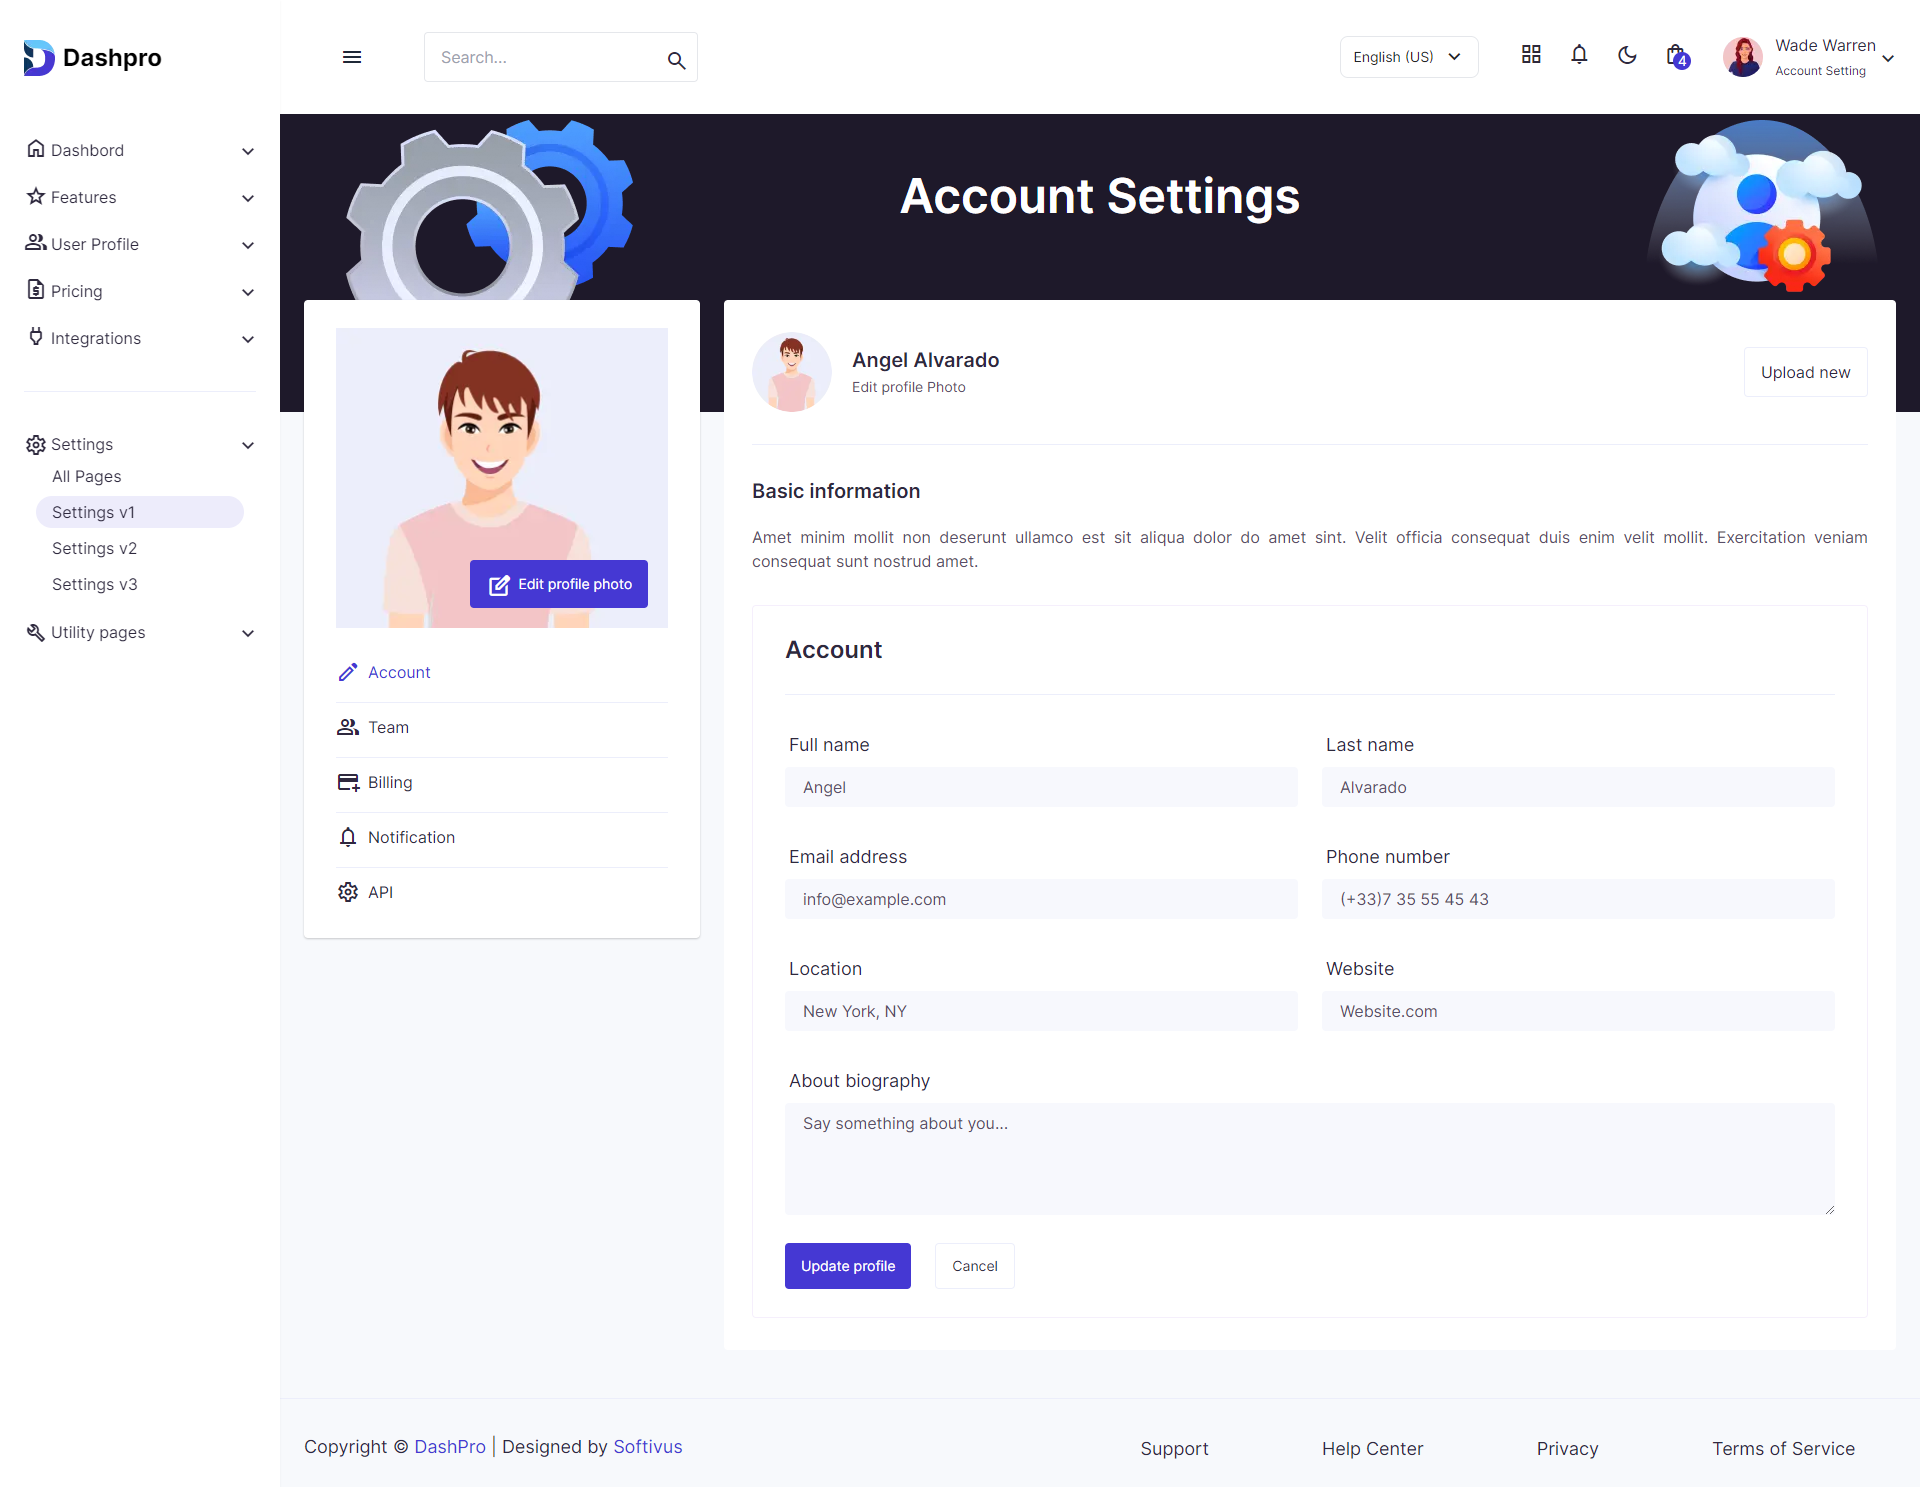 Dashpro
Search...
English (US)
4
Wade Warren
Account Setting
Dashbord
Features
User Profile
Pricing
Integrations
Settings
All Pages
Settings v1
Settings v2
Settings v3
Utility pages
Account Settings
Edit profile photo
Account
Team
Billing
Notification
API
Angel Alvarado
Edit profile Photo
Upload new
Basic information
Amet minim mollit non deserunt ullamco est sit aliqua dolor do amet sint. Velit officia consequat duis enim velit mollit. Exercitation veniam
consequat sunt nostrud amet.
Account
Full name
Last name
Angel
Alvarado
Email address
Phone number
info@example.com
(+33)7 35 55 45 43
Location
Website
New York, NY
Website.com
About biography
Say something about you...
Update profile
Cancel
Copyright © DashPro | Designed by Softivus
Support
Help Center
Privacy
Terms of Service